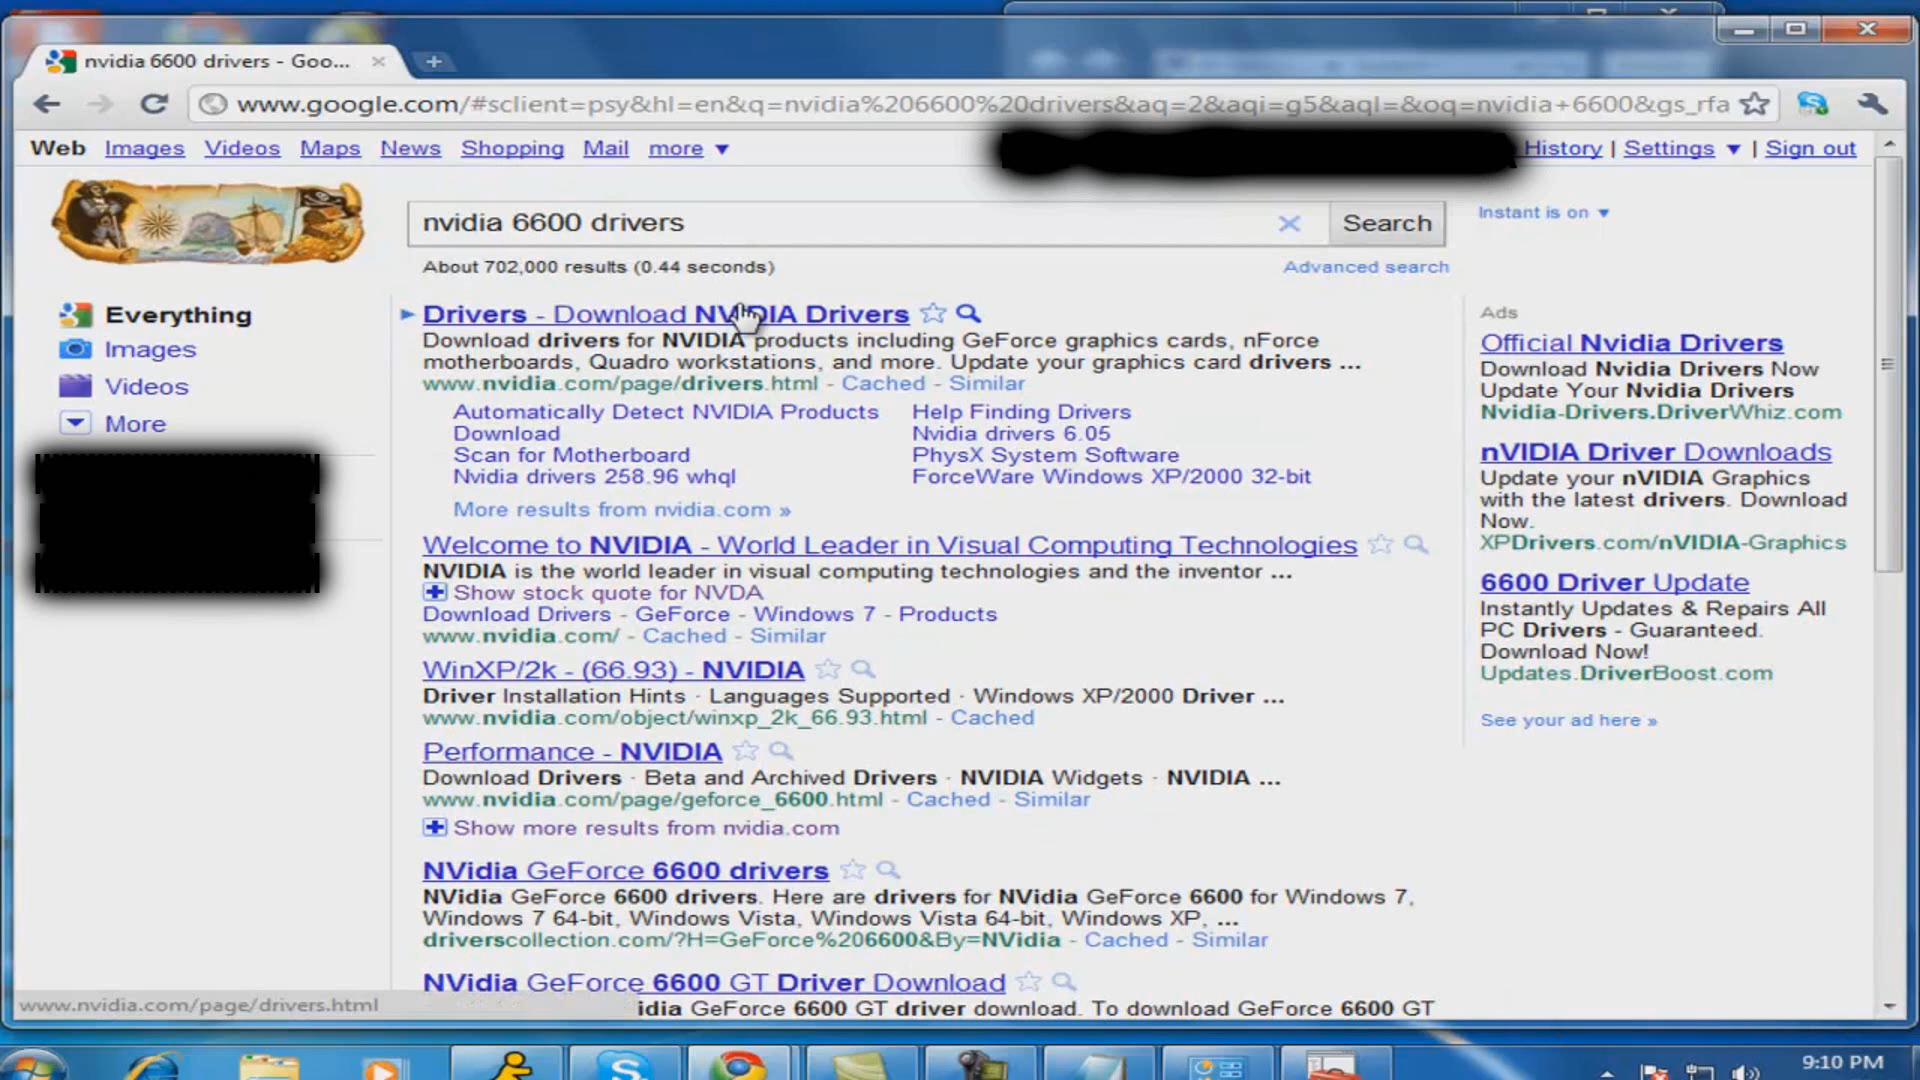 nvidia 6600 drivers - Goo...
www.google.com/#sclient=psy&hl=en&q=nvidia%206600%20drivers&aq=2&aqi=g5&aql=&oq=nvidia+6600&gs_rfa
Web Images Videos Maps News Shopping Mail more ▼
History | Settings ▼ | Sign out
nvidia 6600 drivers
Search
Instant is on ▼
About 702,000 results (0.44 seconds)
Advanced search
Everything
Images
Videos
More
Drivers - Download NVIDIA Drivers
Download drivers for NVIDIA products including GeForce graphics cards, nForce
motherboards, Quadro workstations, and more. Update your graphics card drivers ...
www.nvidia.com/page/drivers.html - Cached - Similar
Automatically Detect NVIDIA Products
Help Finding Drivers
Download
Nvidia drivers 6.05
Scan for Motherboard
PhysX System Software
Nvidia drivers 258.96 whql
ForceWare Windows XP/2000 32-bit
More results from nvidia.com »
Welcome to NVIDIA - World Leader in Visual Computing Technologies
NVIDIA is the world leader in visual computing technologies and the inventor ...
Show stock quote for NVDA
Download Drivers - GeForce - Windows 7 - Products
www.nvidia.com/ - Cached - Similar
WinXP/2k - (66.93) - NVIDIA
Driver Installation Hints · Languages Supported · Windows XP/2000 Driver ...
www.nvidia.com/object/winxp_2k_66.93.html - Cached
Performance - NVIDIA
Download Drivers · Beta and Archived Drivers · NVIDIA Widgets · NVIDIA ...
www.nvidia.com/page/geforce_6600.html - Cached - Similar
Show more results from nvidia.com
NVidia GeForce 6600 drivers
NVidia GeForce 6600 drivers. Here are drivers for NVidia GeForce 6600 for Windows 7,
Windows 7 64-bit, Windows Vista, Windows Vista 64-bit, Windows XP, ...
driverscollection.com/?H=GeForce%206600&By=NVidia - Cached - Similar
NVidia GeForce 6600 GT Driver Download
idia GeForce 6600 GT driver download. To download GeForce 6600 GT
Ads
Official Nvidia Drivers
Download Nvidia Drivers Now
Update Your Nvidia Drivers
Nvidia-Drivers.DriverWhiz.com
nVIDIA Driver Downloads
Update your nVIDIA Graphics
with the latest drivers. Download
Now.
XPDrivers.com/nVIDIA-Graphics
6600 Driver Update
Instantly Updates & Repairs All
PC Drivers - Guaranteed.
Download Now!
Updates.DriverBoost.com
See your ad here »
www.nvidia.com/page/drivers.html
9:10 PM